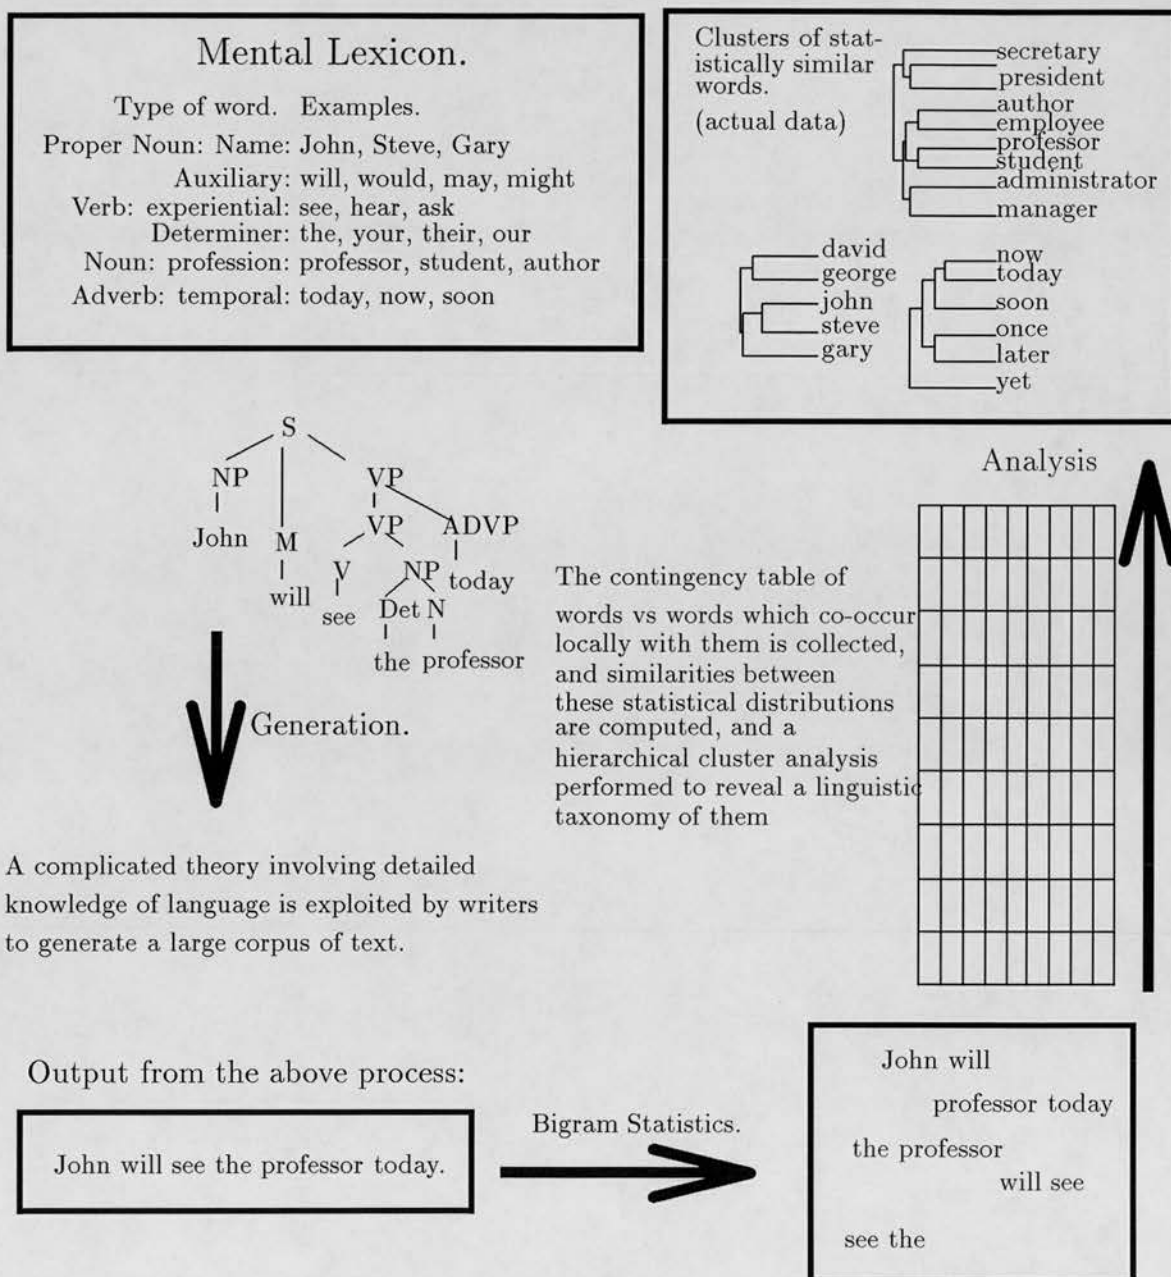 Mental Lexicon.
Type of word. Examples.
Proper Noun: Name: John, Steve, Gary
Auxiliary: will, would, may, might
Verb: experiential: see, hear, ask
Determiner: the, your, their, our
Noun: profession: professor, student, author
Adverb: temporal: today, now, soon
Clusters of stat-
istically similar
words.
(actual data)
secretary
president
author
employee
professor
student
administrator
manager
david
george
john
steve
gary
now
today
soon
once
later
yet
S
NP VP
John M VP ADVP
will V NP today
see Det N
the professor
Generation.
A complicated theory involving detailed
knowledge of language is exploited by writers
to generate a large corpus of text.
Analysis
The contingency table of
words vs words which co-occur
locally with them is collected,
and similarities between
these statistical distributions
are computed, and a
hierarchical cluster analysis
performed to reveal a linguistic
taxonomy of them
Output from the above process:
John will see the professor today.
Bigram Statistics.
John will
professor today
the professor
will see
see the